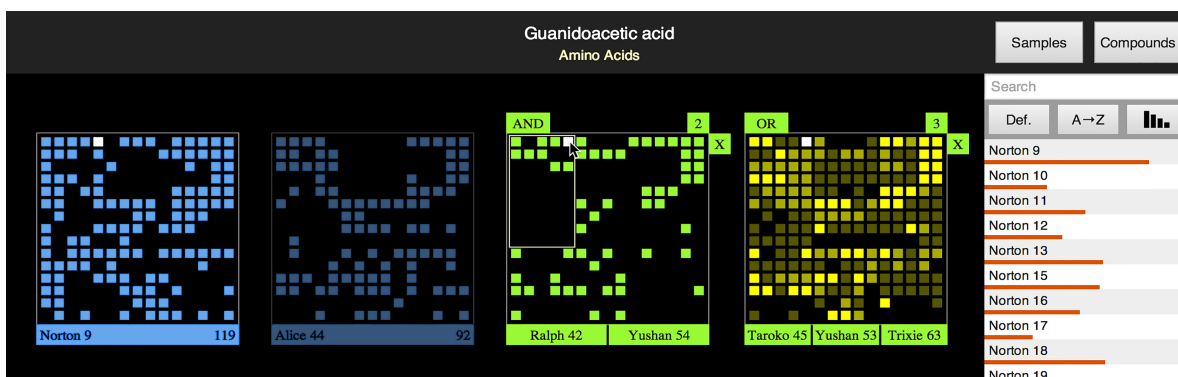 Guanidoacetic acid
Amino Acids
Samples
Compounds
Search
Def.
A→Z
AND
2
X
OR
3
X
Norton 9
119
Alice 44
92
Ralph 42
Yushan 54
Taroko 45
Yushan 53
Trixie 63
Norton 9
Norton 10
Norton 11
Norton 12
Norton 13
Norton 15
Norton 16
Norton 17
Norton 18